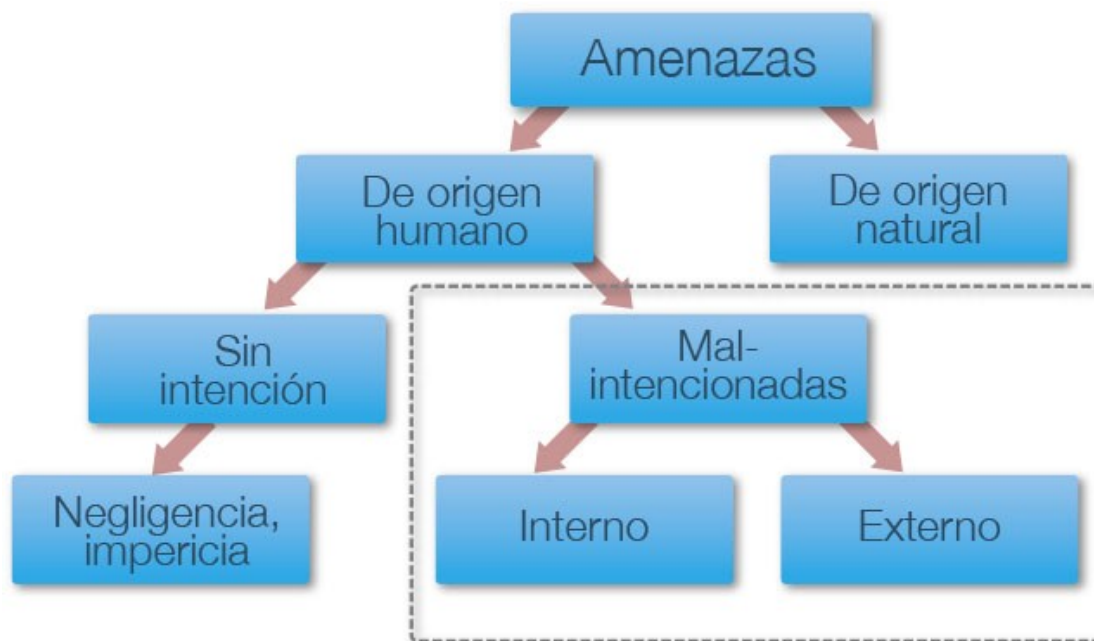 Amenazas
De origen
humano
De origen
natural
Sin
intención
Mal-
intencionadas
Negligencia,
impericia
Interno
Externo